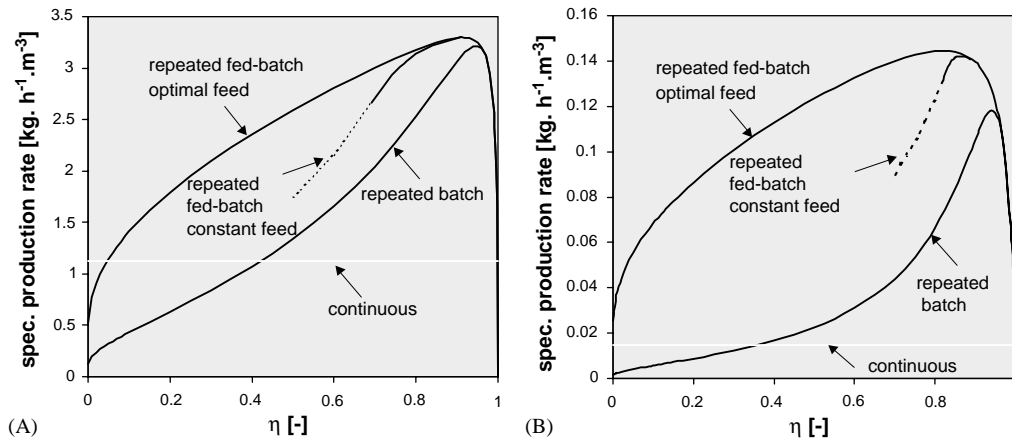 spec. production rate [kg. h⁻¹.m⁻³]
3.5
3
2.5
2
1.5
1
0.5
0
repeated fed-batch
optimal feed
repeated
fed-batch
constant feed
repeated batch
continuous
0
0.2
0.4
0.6
0.8
1
η [-]
(A)
spec. production rate [kg. h⁻¹.m⁻³]
0.16
0.14
0.12
0.10
0.08
0.06
0.04
0.02
0
repeated fed-batch
optimal feed
repeated
fed-batch
constant feed
repeated
batch
continuous
0
0.2
0.4
0.6
0.8
η [-]
(B)